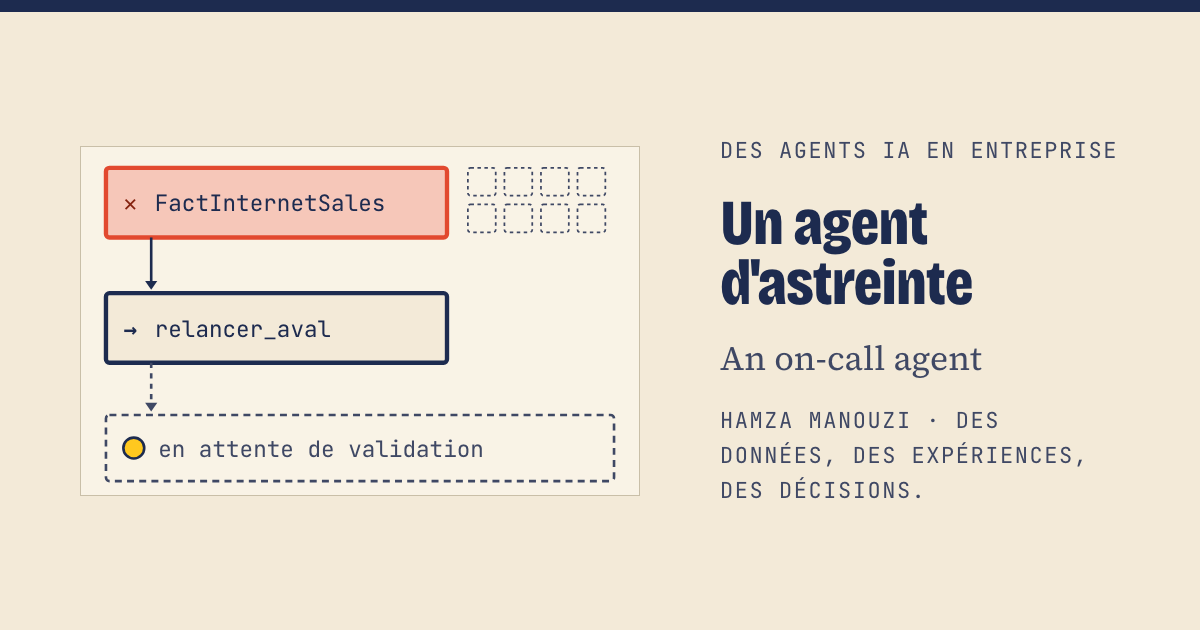 × FactInternetSales
→ relancer_aval
en attente de validation
DES AGENTS IA EN ENTREPRISE
Un agent
d'astreinte
An on-call agent
HAMZA MANOUZI · DES
DONNÉES, DES EXPÉRIENCES,
DES DÉCISIONS.